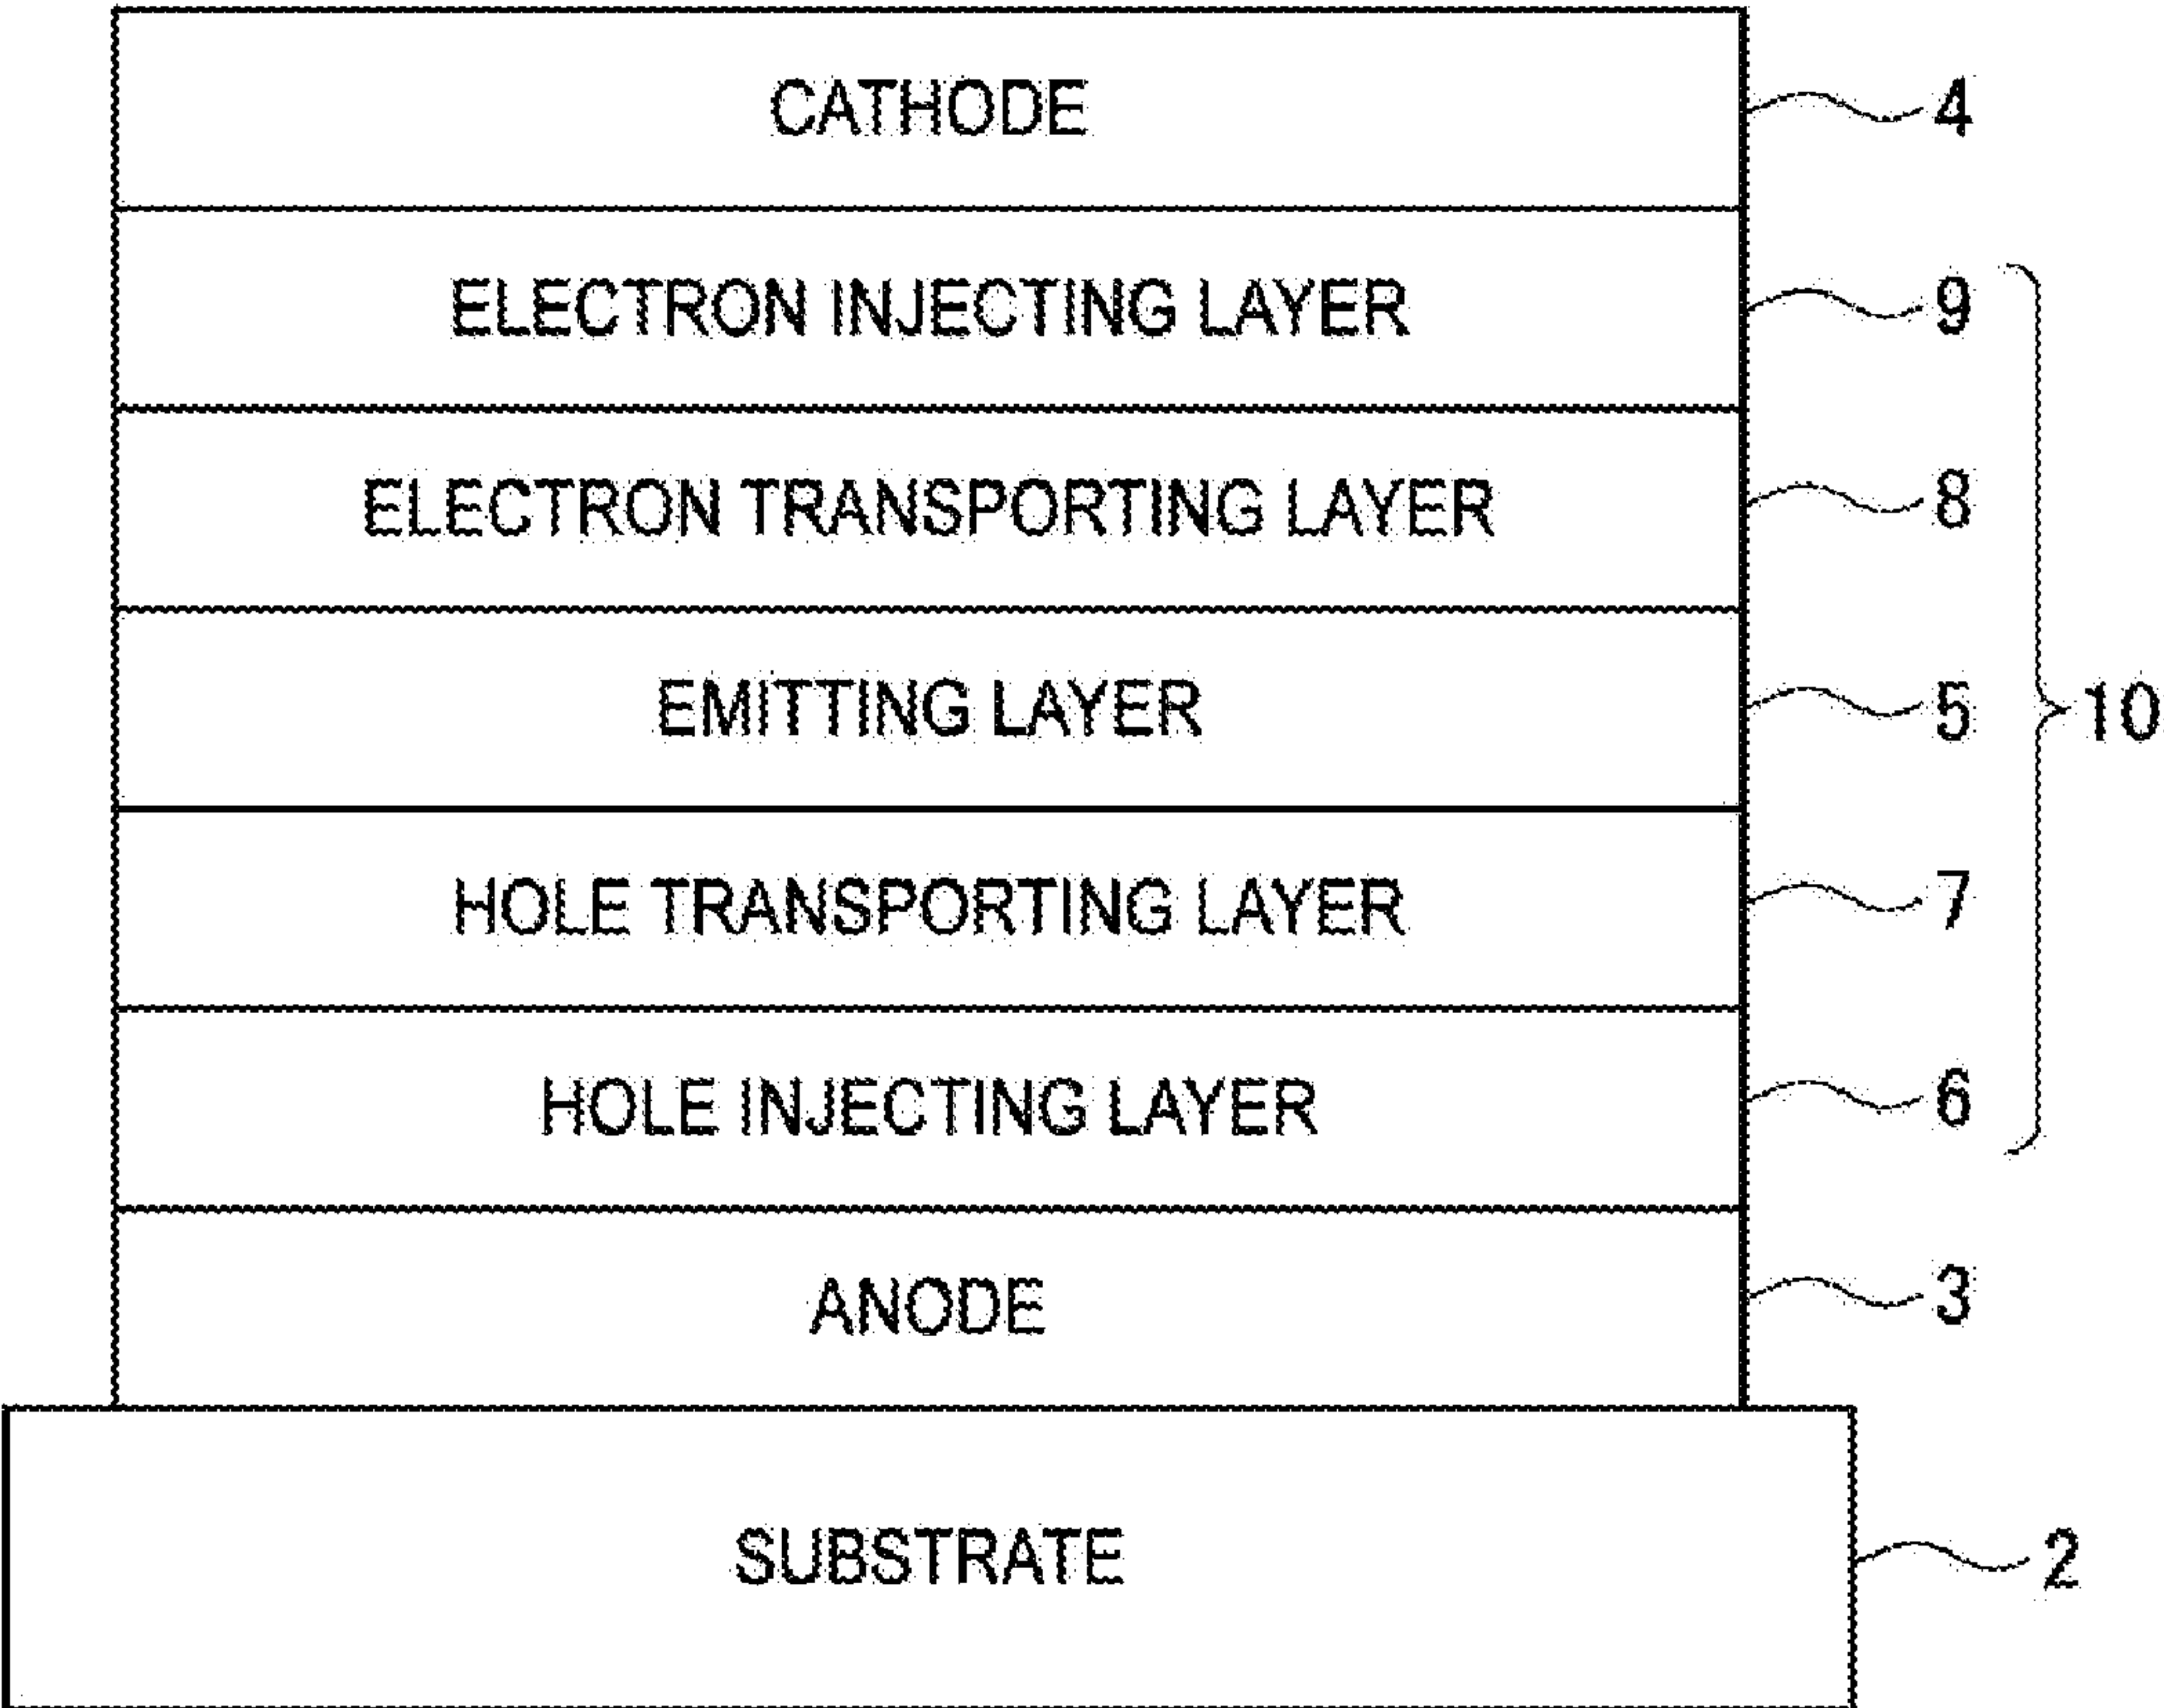 CATHODE 4
ELECTRON INJECTING LAYER 9
ELECTRON TRANSPORTING LAYER 8
EMITTING LAYER 5 10
HOLE TRANSPORTING LAYER 7
HOLE INJECTING LAYER 6
ANODE 3
SUBSTRATE 2